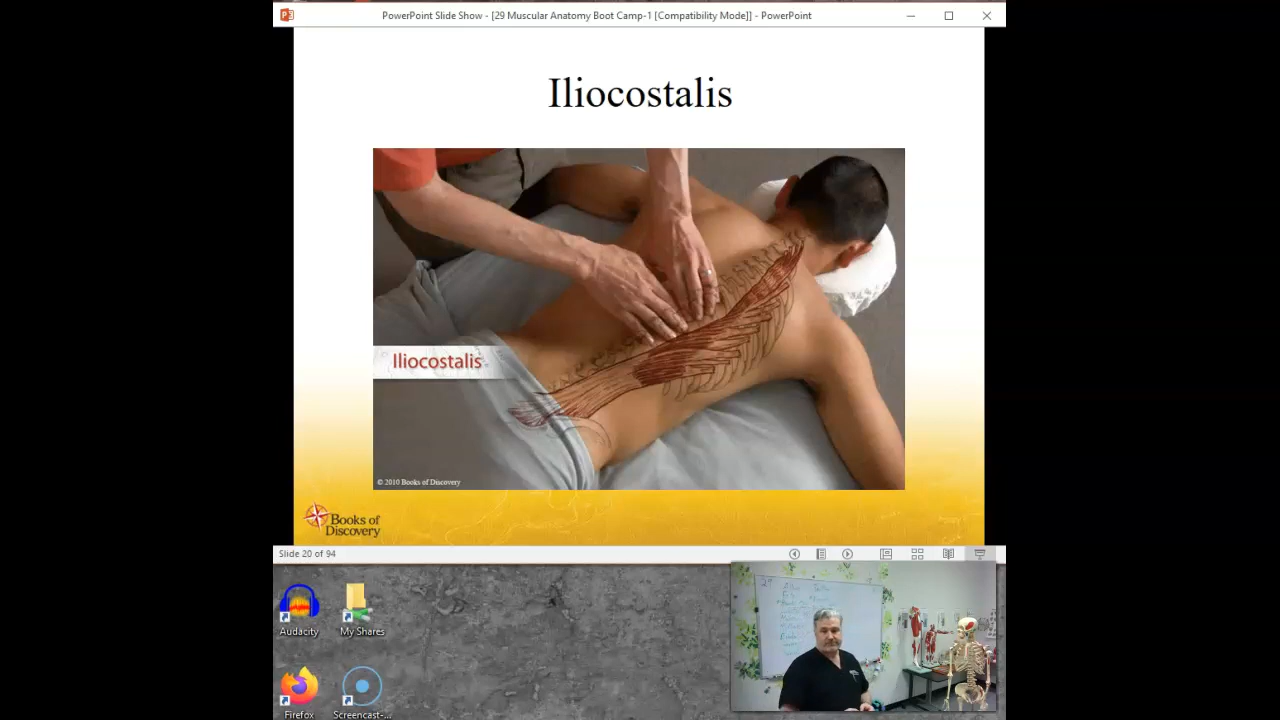 PowerPoint Slide Show - [29 Muscular Anatomy Boot Camp-1 [Compatibility Mode]] - PowerPoint
Iliocostalis
Iliocostalis
© 2010 Books of Discovery
Books of
Discovery
Slide 20 of 94
Audacity
My Shares
Firefox
Screencast-...